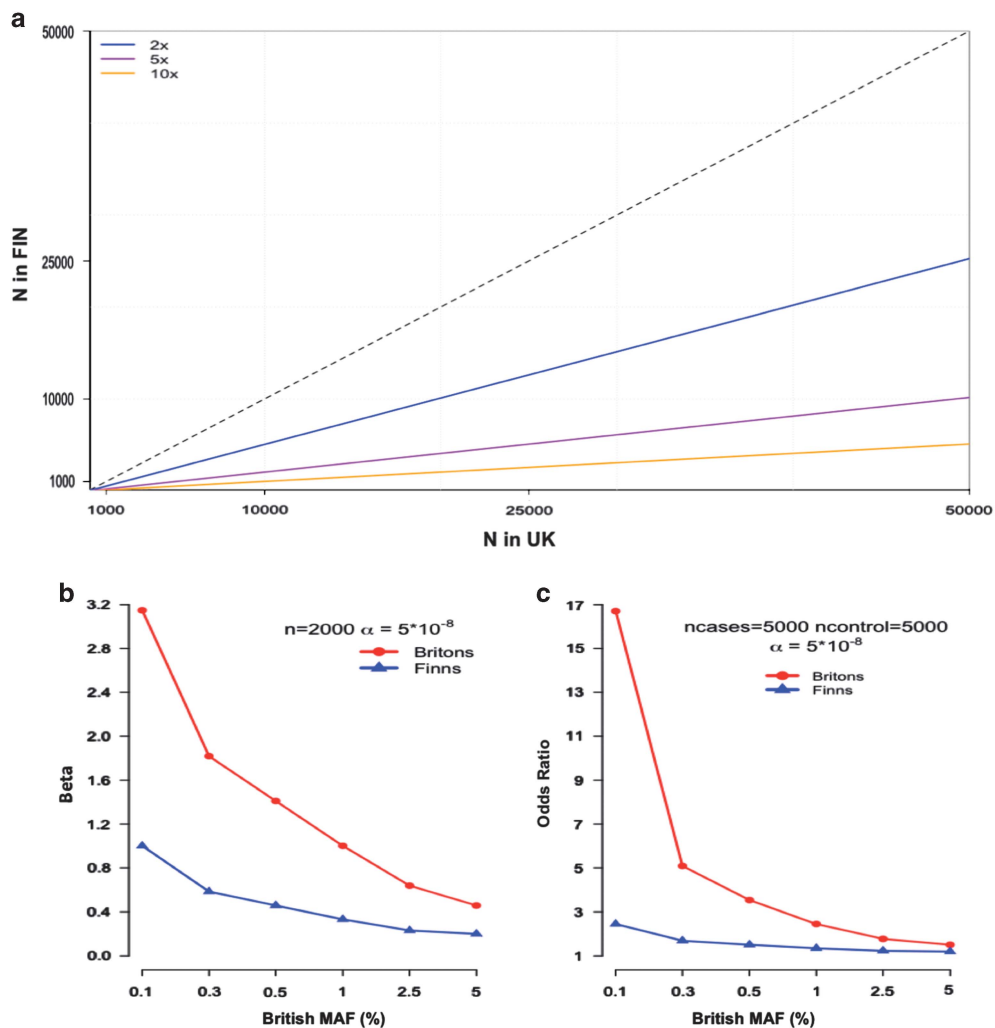 a
50000
25000
10000
1000
N in FIN
2x
5x
10x
1000
10000
25000
50000
N in UK
b
3.2
2.8
2.4
2.0
1.6
1.2
0.8
0.4
0.0
Beta
n=2000 α = 5*10⁻⁸
Britons
Finns
0.1
0.3
0.5
1
2.5
5
British MAF (%)
c
17
15
13
11
9
7
5
3
1
Odds Ratio
ncases=5000 ncontrol=5000
α = 5*10⁻⁸
Britons
Finns
0.1
0.3
0.5
1
2.5
5
British MAF (%)